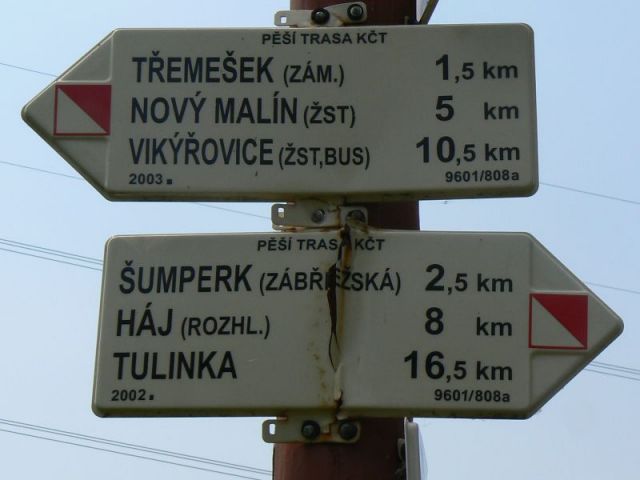 PĚŠÍ TRASA KČT
TŘEMEŠEK (ZÁM.) 1,5 km
NOVÝ MALÍN (ŽST) 5 km
VIKÝŘOVICE (ŽST,BUS) 10,5 km
2003 9601/808a
PĚŠÍ TRASA KČT
ŠUMPERK (ZÁBŘEŽSKÁ) 2,5 km
HÁJ (ROZHL.) 8 km
TULINKA 16,5 km
2002 9601/808a